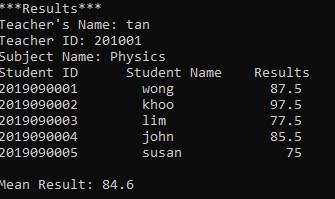 ***Results***
Teacher's Name: tan
Teacher ID: 201001
Subject Name: Physics
Student ID Student Name Results
2019090001 wong 87.5
2019090002 khoo 97.5
2019090003 lim 77.5
2019090004 john 85.5
2019090005 susan 75
Mean Result: 84.6